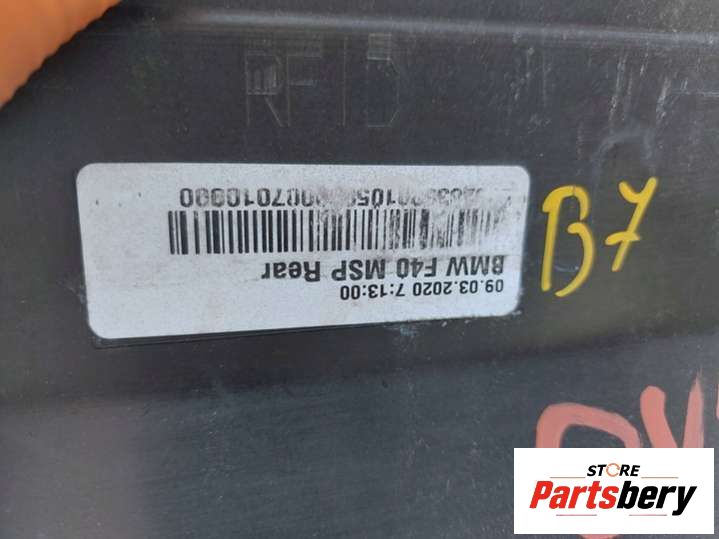 RFID
09.03.2020 7:13:00
BMW F40 MSP Rear
B7
STORE
Partsbery